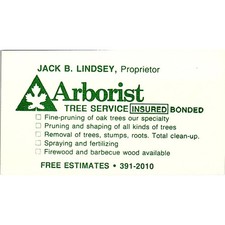 JACK B. LINDSEY, Proprietor
Arborist
TREE SERVICE INSURED BONDED
Fine-pruning of oak trees our specialty
Pruning and shaping of all kinds of trees
Removal of trees, stumps, roots. Total clean-up.
Spraying and fertilizing
Firewood and barbecue wood available
FREE ESTIMATES • 391-2010